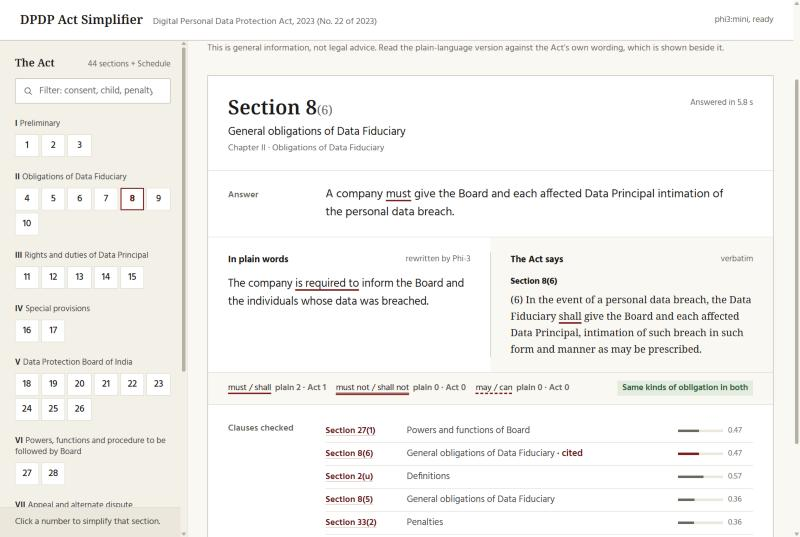 DPDP Act Simplifier Digital Personal Data Protection Act, 2023 (No. 22 of 2023) phi3:mini, ready
The Act 44 sections + Schedule
Filter: consent, child, penalty
I Preliminary
1 2 3
II Obligations of Data Fiduciary
4 5 6 7 8 9
10
III Rights and duties of Data Principal
11 12 13 14 15
IV Special provisions
16 17
V Data Protection Board of India
18 19 20 21 22 23
24 25 26
VI Powers, functions and procedure to be
followed by Board
27 28
VII Appeal and alternate dispute
Click a number to simplify that section.
This is general information, not legal advice. Read the plain-language version against the Act's own wording, which is shown beside it.
Section 8(6) Answered in 5.8 s
General obligations of Data Fiduciary
Chapter II · Obligations of Data Fiduciary
Answer A company must give the Board and each affected Data Principal intimation of
the personal data breach.
In plain words rewritten by Phi-3
The company is required to inform the Board and
the individuals whose data was breached.
The Act says verbatim
Section 8(6)
(6) In the event of a personal data breach, the Data
Fiduciary shall give the Board and each affected
Data Principal, intimation of such breach in such
form and manner as may be prescribed.
must / shall plain 2 · Act 1 must not / shall not plain 0 · Act 0 may / can plain 0 · Act 0 Same kinds of obligation in both
Clauses checked
Section 27(1) Powers and functions of Board 0.47
Section 8(6) General obligations of Data Fiduciary · cited 0.47
Section 2(u) Definitions 0.57
Section 8(5) General obligations of Data Fiduciary 0.36
Section 33(2) Penalties 0.36